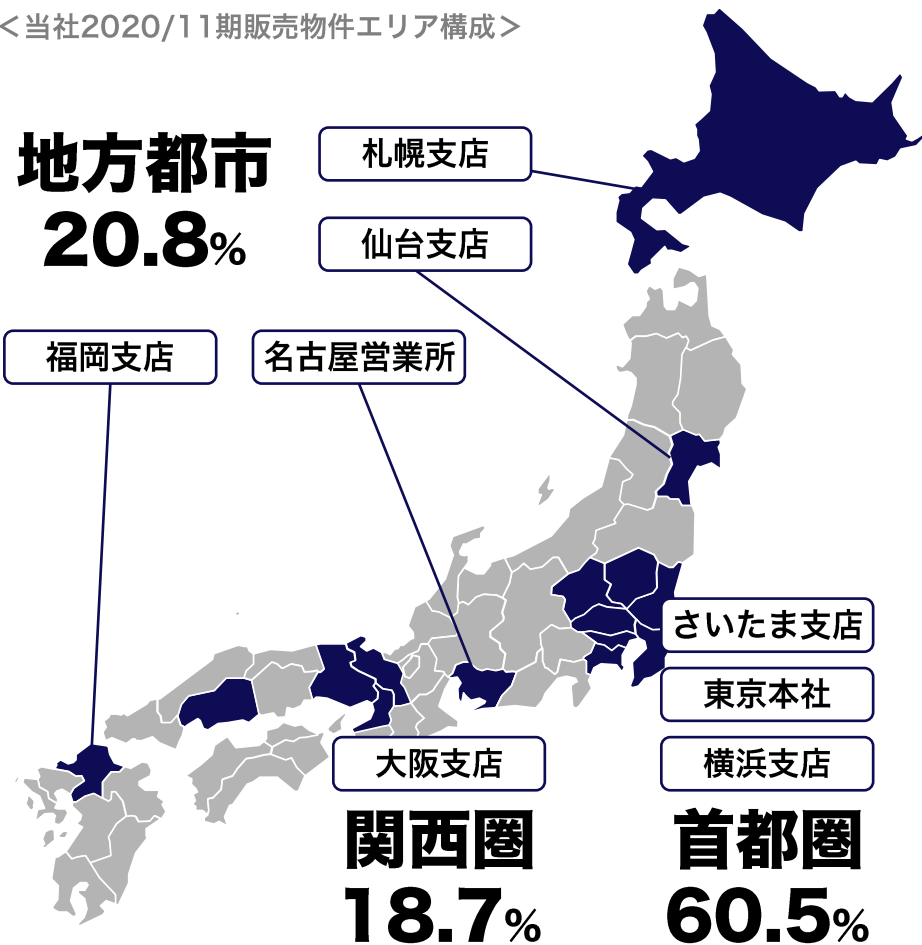 ＜当社2020/11期販売物件エリア構成＞
地方都市
20.8%
札幌支店
仙台支店
福岡支店
名古屋営業所
さいたま支店
東京本社
大阪支店
横浜支店
関西圏
18.7%
首都圏
60.5%